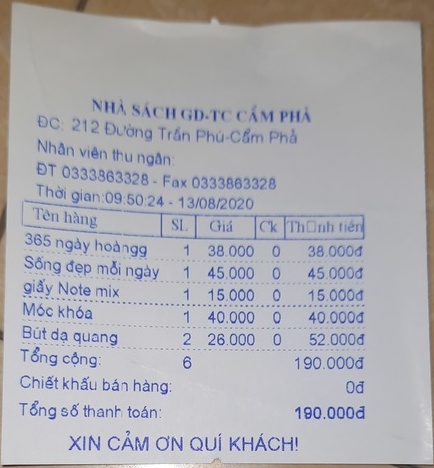 NHÀ SÁCH GD-TC CẨM PHẢ
ĐC: 212 Đường Trần Phú-Cẩm Phả
Nhân viên thu ngân:
ĐT 0333863328 - Fax 0333863328
Thời gian:09:50:24 - 13/08/2020
Tên hàng SL Giá Ck Th□nh tiền
365 ngày hoàngg 1 38.000 0 38.000đ
Sống đẹp mỗi ngày 1 45.000 0 45.000đ
giấy Note mix 1 15.000 0 15.000đ
Móc khóa 1 40.000 0 40.000đ
Bút dạ quang 2 26.000 0 52.000đ
Tổng cộng: 6 190.000đ
Chiết khấu bán hàng: 0đ
Tổng số thanh toán: 190.000đ
XIN CẢM ƠN QUÍ KHÁCH!